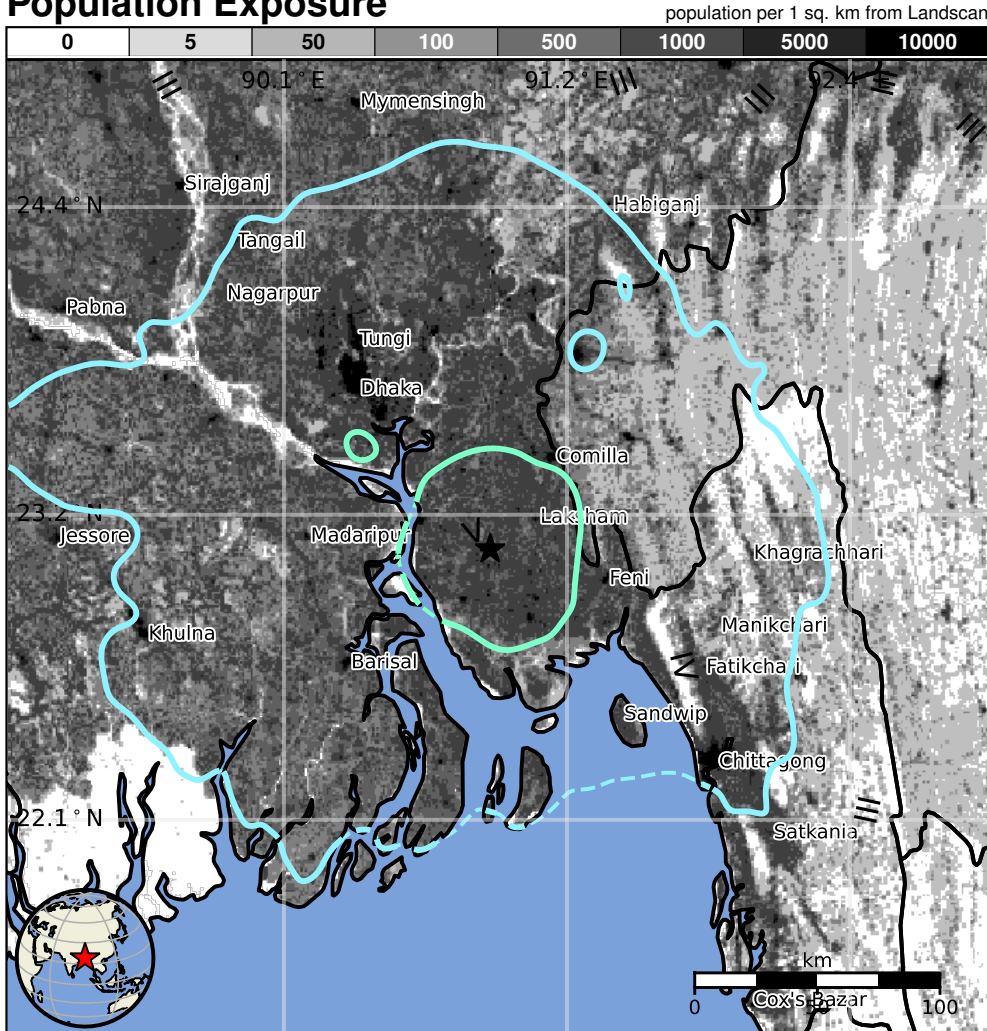 Population Exposure
population per 1 sq. km from Landscan
0 5 50 100 500 1000 5000 10000
90.1°E 91.2°E 92.4
Mymensingh
Sirajganj
24.4°N
Habiganj
Tangail
Nagarpur
Pabna
Tungi
Dhaka
Comilla
23.2°N
Laksham
Jessore
Madaripur
Khagrachhari
Feni
Manikchari
Khulna
Barisal
Fatikchari
Sandwip
Chittagong
22.1°N
Satkania
km
Cox's Bazar
0 50 100